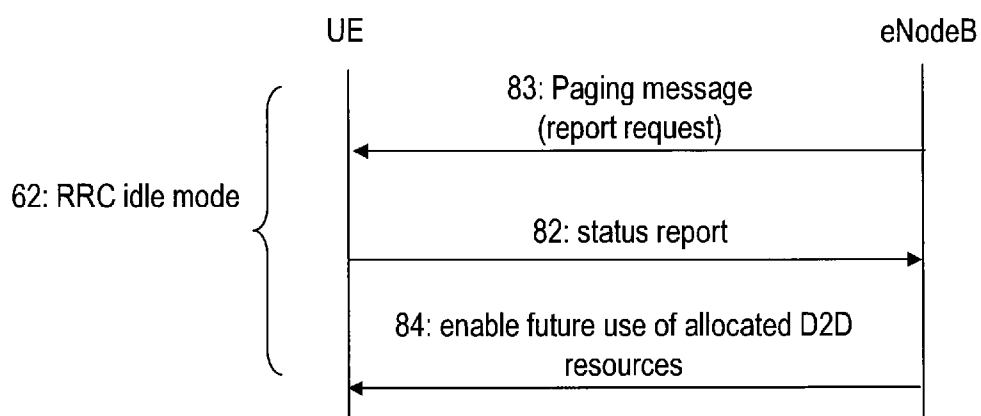 UE
eNodeB
83: Paging message
(report request)
62: RRC idle mode
82: status report
84: enable future use of allocated D2D
resources